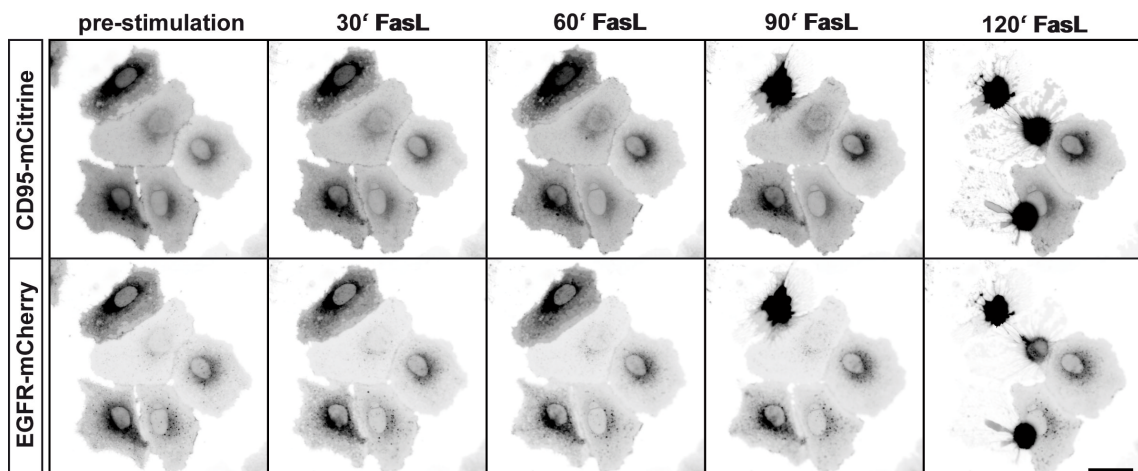 pre-stimulation 30‘ FasL 60‘ FasL 90‘ FasL 120‘ FasL
CD95-mCitrine
EGFR-mCherry